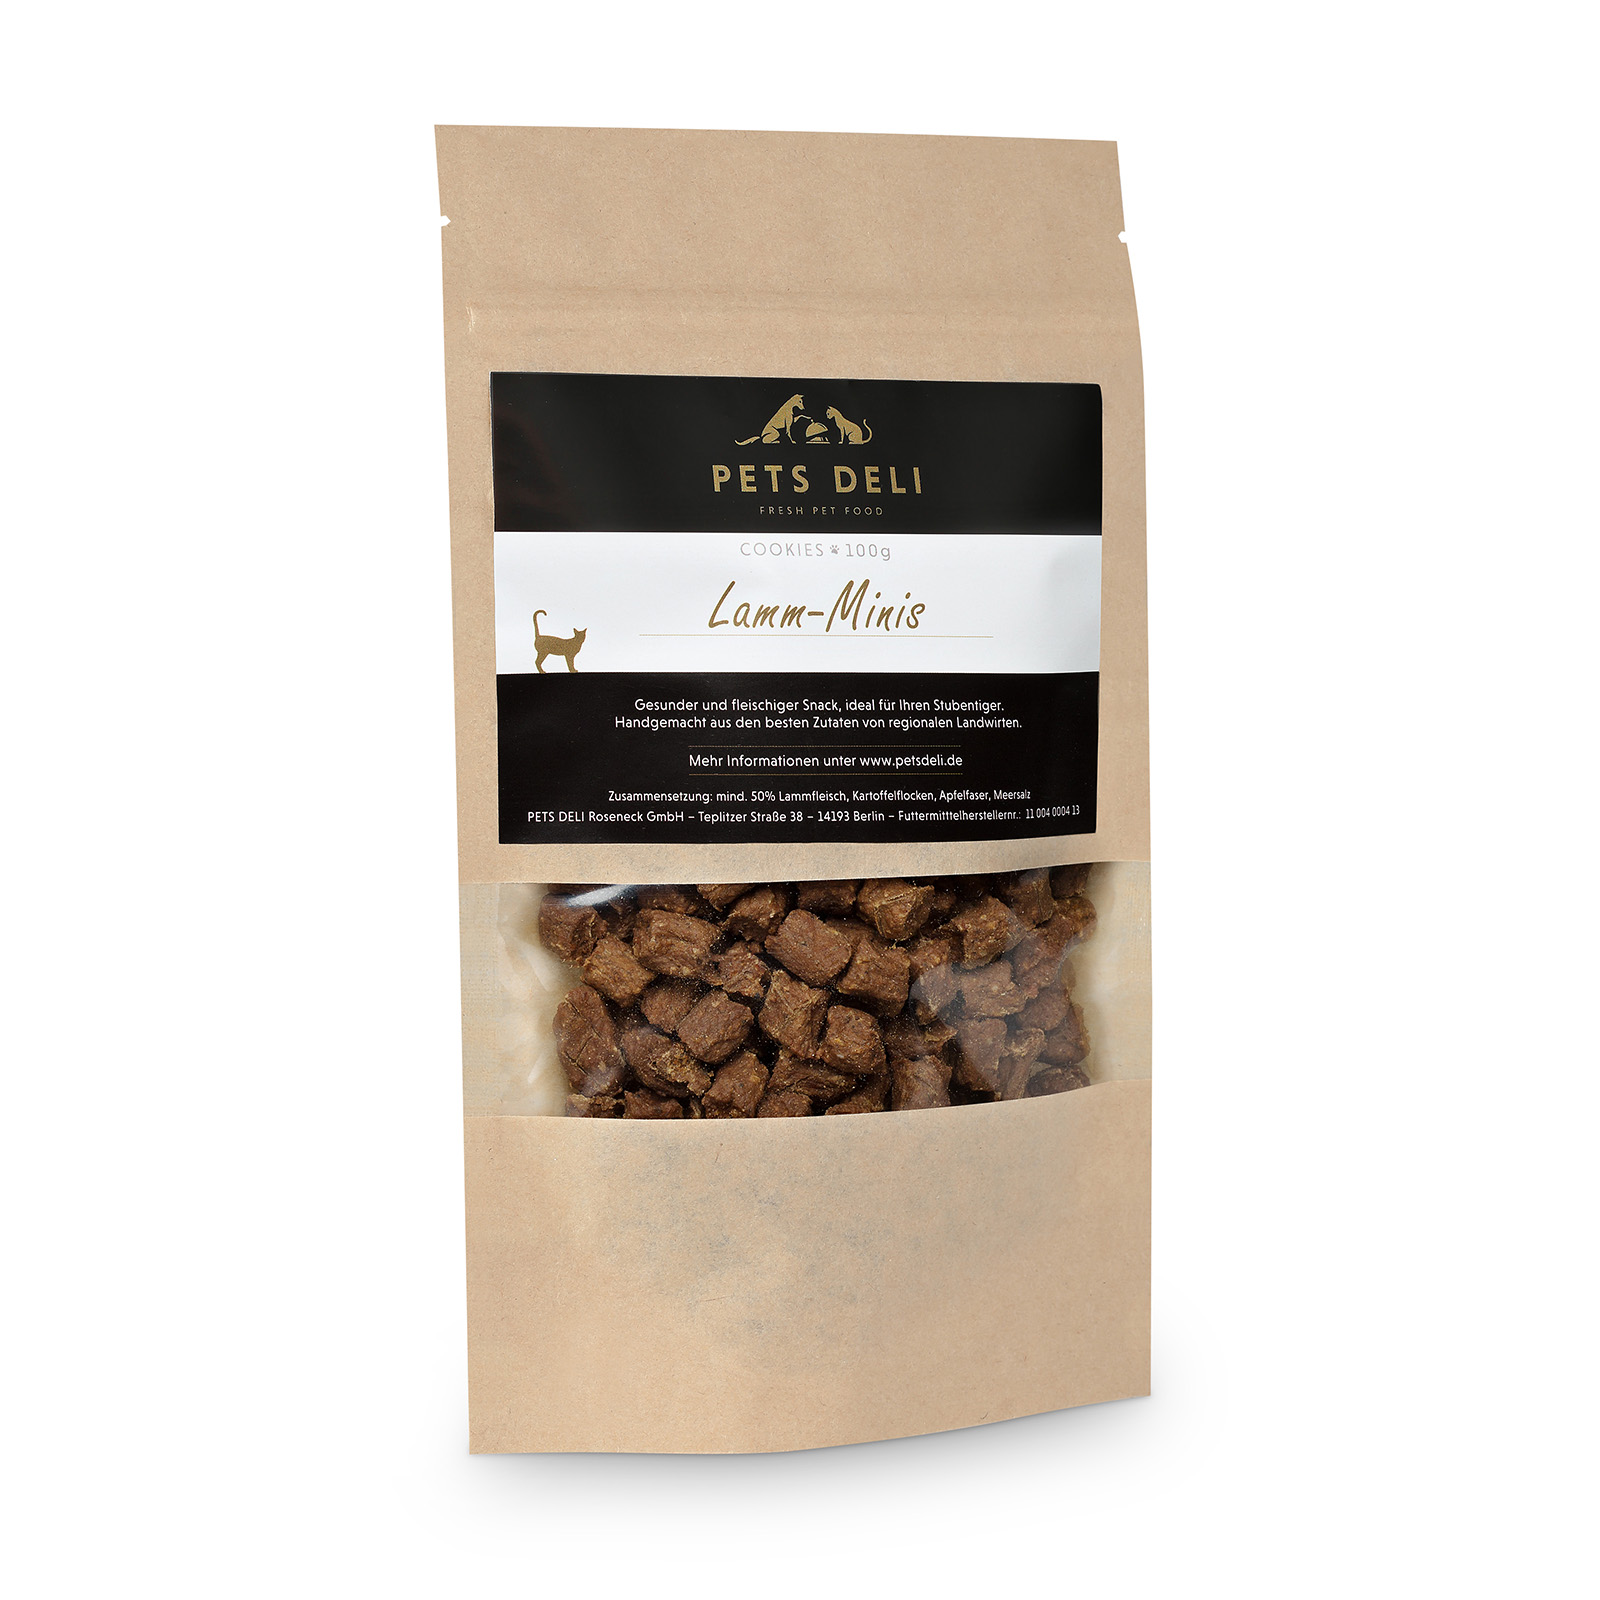 PETS DELI
FRESH PET FOOD
COOKIES 100g
Lamm-Minis
Gesunder und fleischiger Snack, ideal für Ihren Stubentiger.
Handgemacht aus den besten Zutaten von regionalen Landwirten.
Mehr Informationen unter www.petsdeli.de
Zusammensetzung: mind. 50% Lammfleisch, Kartoffelflocken, Apfelfaser, Meersalz
PETS DELI Roseneck GmbH – Teplitzer Straße 38 – 14193 Berlin – Futtermittelherstellernr.: 11 004 0004 13